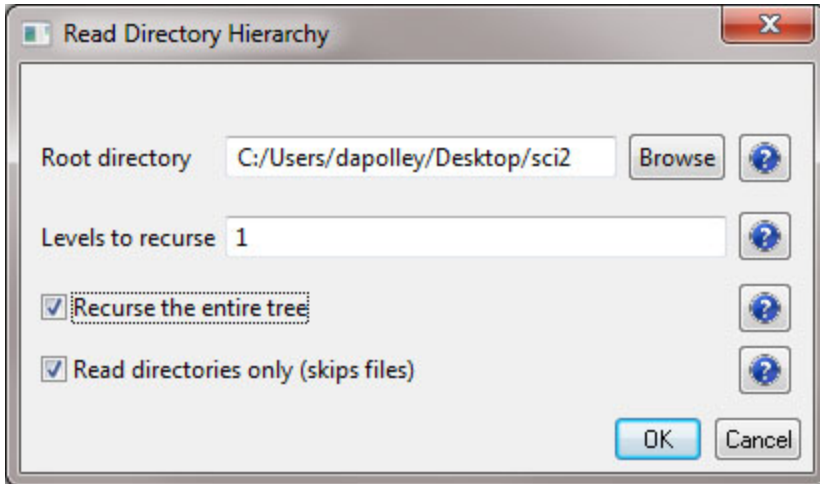 Read Directory Hierarchy
Root directory C:/Users/dapolley/Desktop/sci2 Browse
Levels to recurse 1
Recurse the entire tree
Read directories only (skips files)
OK Cancel